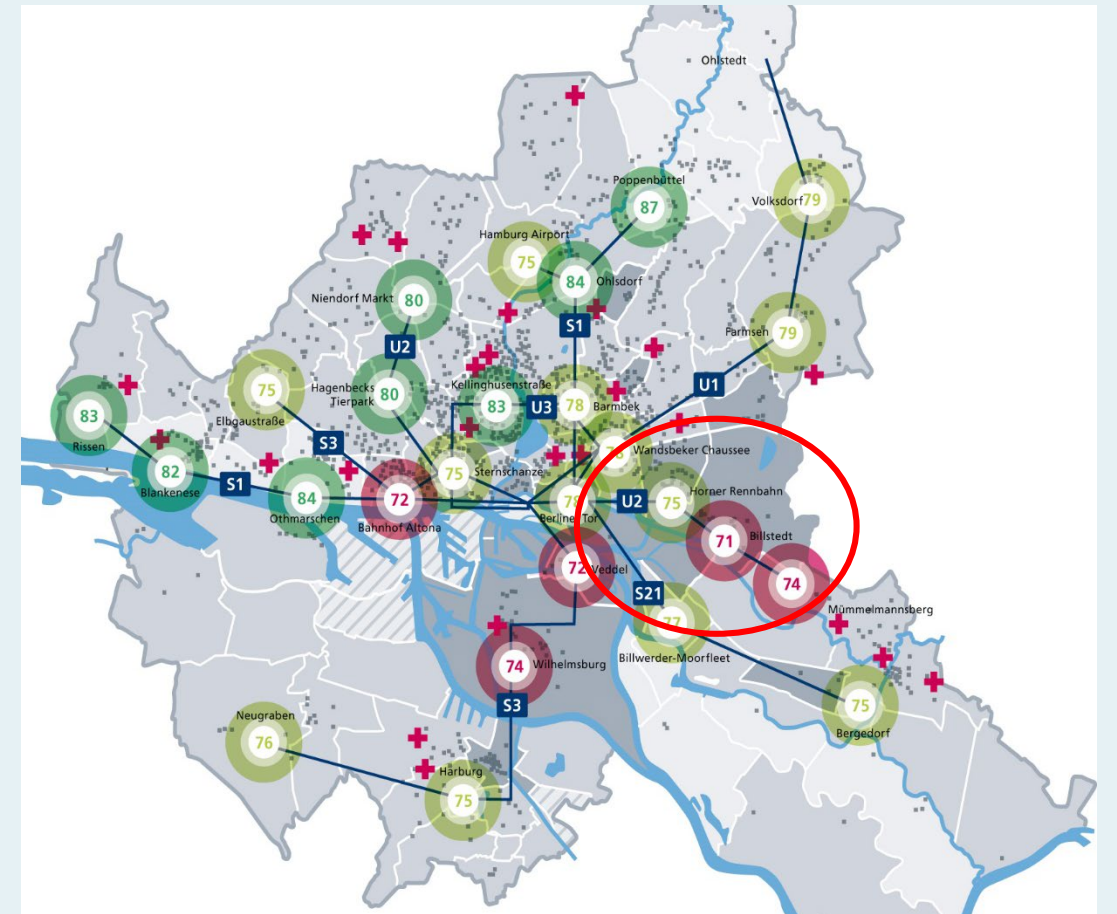 Ohlstedt
Poppenbüttel
87
Volksdorf
79
Hamburg Airport
75
84
Ohlsdorf
Niendorf Markt
80
S1
Farmsen
79
U2
75
Elbgaustraße
Hagenbecks
Tierpark
80
Kellinghusenstraße
83
U3
78
Barmbek
U1
83
Rissen
S3
Wandsbeker Chaussee
82
Blankenese
S1
84
Othmarschen
72
Bahnhof Altona
75
Sternschanze
78
Berliner Tor
U2
75
Horner Rennbahn
71
Billstedt
72
Veddel
S21
74
Mümmelmannsberg
77
Billwerder-Moorfleet
74
Wilhelmsburg
S3
75
Bergedorf
Neugraben
76
Harburg
75